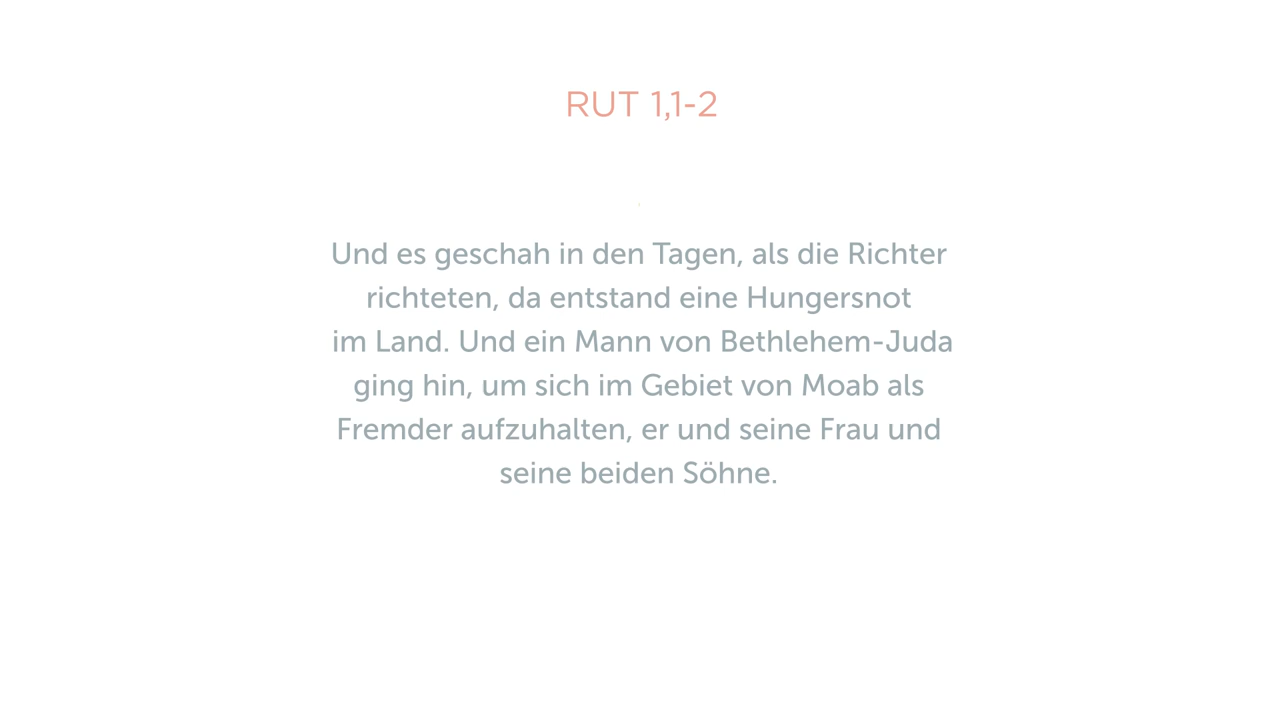 RUT 1,1-2
Und es geschah in den Tagen, als die Richter
richteten, da entstand eine Hungersnot
im Land. Und ein Mann von Bethlehem-Juda
ging hin, um sich im Gebiet von Moab als
Fremder aufzuhalten, er und seine Frau und
seine beiden Söhne.